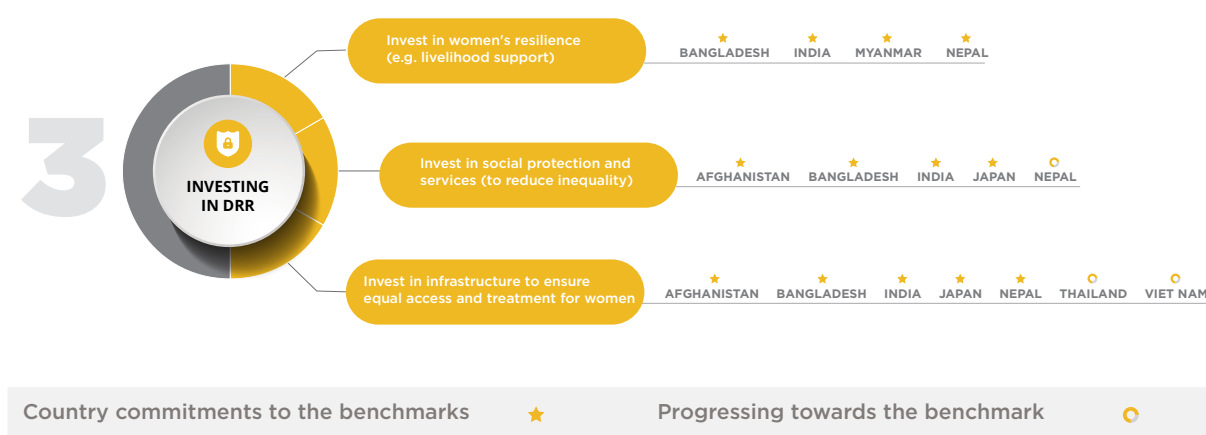 3
INVESTING
IN DRR
Invest in women's resilience
(e.g. livelihood support)
BANGLADESH INDIA MYANMAR NEPAL
Invest in social protection and
services (to reduce inequality)
AFGHANISTAN BANGLADESH INDIA JAPAN NEPAL
Invest in infrastructure to ensure
equal access and treatment for women
AFGHANISTAN BANGLADESH INDIA JAPAN NEPAL THAILAND VIET NAM
Country commitments to the benchmarks
Progressing towards the benchmark